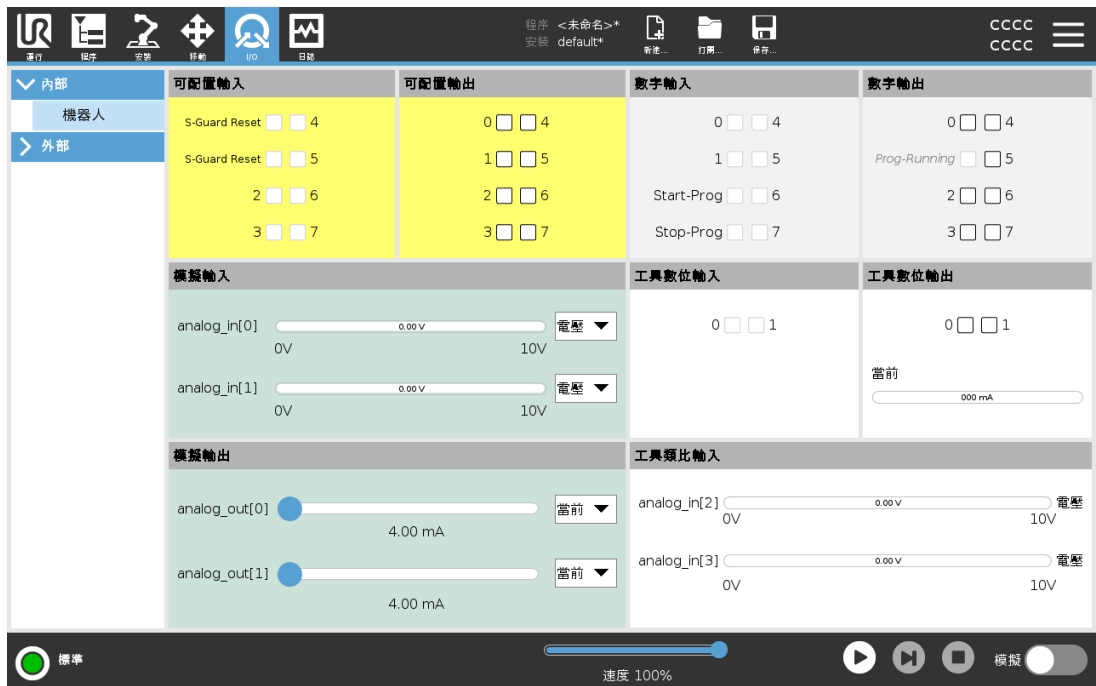 UR
運行
程序
安裝
移動
I/O
日誌
程序 <未命名>*
安裝 default*
新建...
打開...
保存...
CCCC
CCCC
內部
機器人
外部
可配置輸入
S-Guard Reset 4
S-Guard Reset 5
2 6
3 7
可配置輸出
0 4
1 5
2 6
3 7
數字輸入
0 4
1 5
Start-Prog 6
Stop-Prog 7
數字輸出
0 4
Prog-Running 5
2 6
3 7
模擬輸入
analog_in[0] 0.00 V 電壓
0V 10V
analog_in[1] 0.00 V 電壓
0V 10V
工具數位輸入
0 1
工具數位輸出
0 1
當前
000 mA
模擬輸出
analog_out[0] 當前
4.00 mA
analog_out[1] 當前
4.00 mA
工具類比輸入
analog_in[2] 0.00 V 電壓
0V 10V
analog_in[3] 0.00 V 電壓
0V 10V
標準
速度 100%
模擬